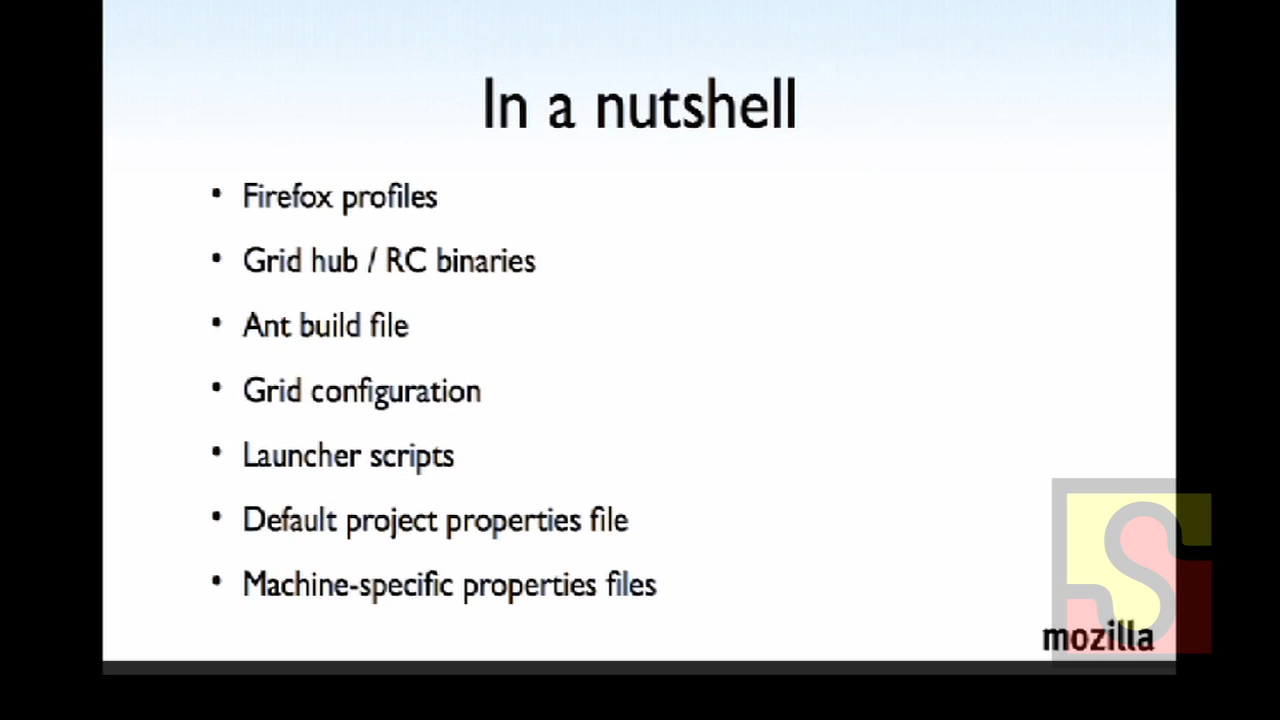 In a nutshell
• Firefox profiles
• Grid hub / RC binaries
• Ant build file
• Grid configuration
• Launcher scripts
• Default project properties file
• Machine-specific properties files
mozilla
S